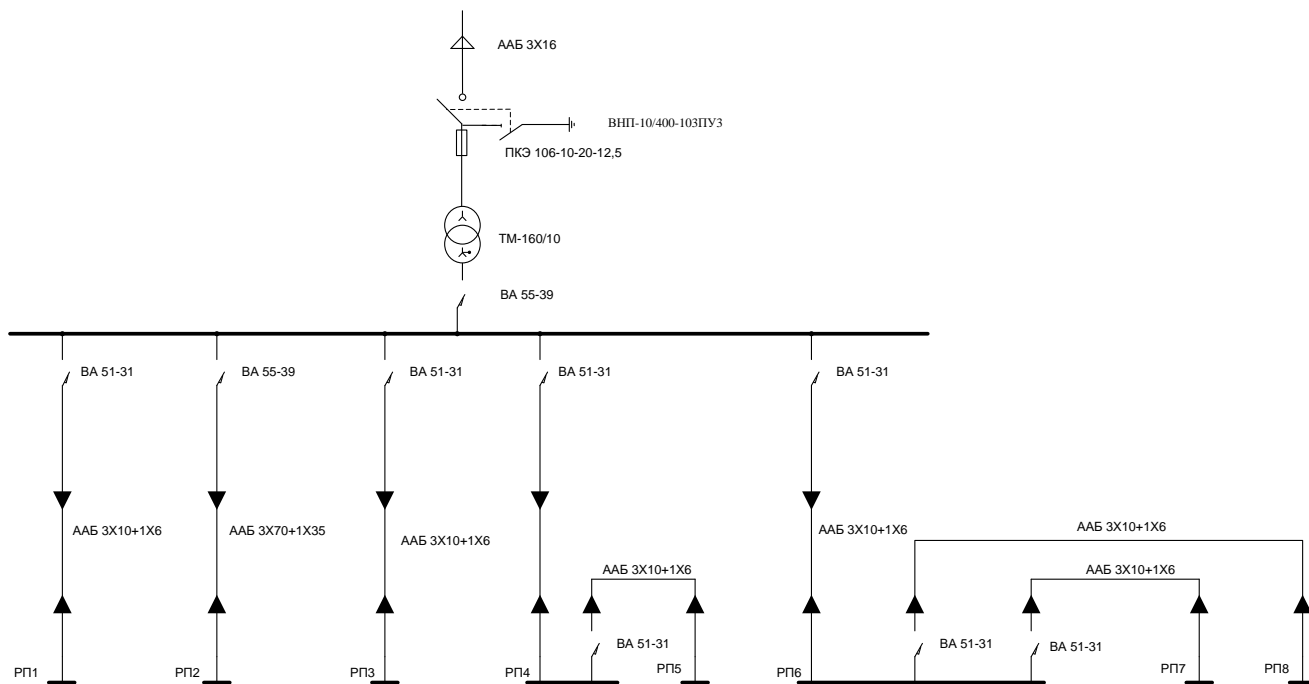 ААБ 3Х16
ВНП-10/400-103ПУ3
ПКЭ 106-10-20-12,5
ТМ-160/10
ВА 55-39
ВА 51-31
ВА 55-39
ВА 51-31
ВА 51-31
ВА 51-31
ААБ 3Х10+1Х6
ААБ 3Х70+1Х35
ААБ 3Х10+1Х6
ААБ 3Х10+1Х6
ААБ 3Х10+1Х6
ААБ 3Х10+1Х6
ААБ 3Х10+1Х6
ВА 51-31
ВА 51-31
ВА 51-31
РП1
РП2
РП3
РП4
РП5
РП6
РП7
РП8